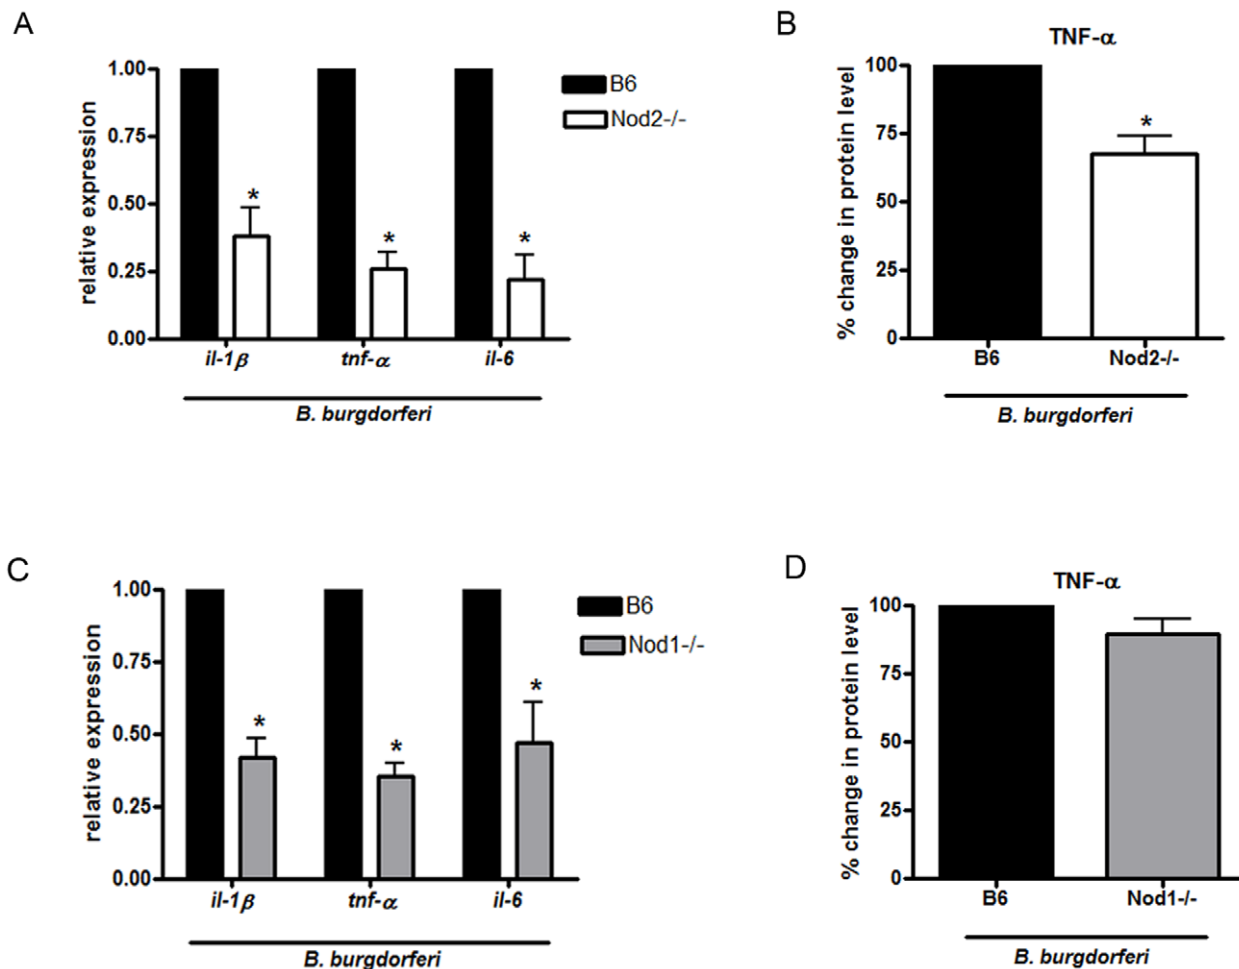 A
relative expression
1.00
0.75
0.50
0.25
0.00
*
*
*
il-1β
tnf-α
il-6
B. burgdorferi
B6
Nod2-/-
B
TNF-α
% change in protein level
100
75
50
25
0
*
B6
Nod2-/-
B. burgdorferi
C
relative expression
1.00
0.75
0.50
0.25
0.00
*
*
*
il-1β
tnf-α
il-6
B. burgdorferi
B6
Nod1-/-
D
TNF-α
% change in protein level
100
75
50
25
0
B6
Nod1-/-
B. burgdorferi